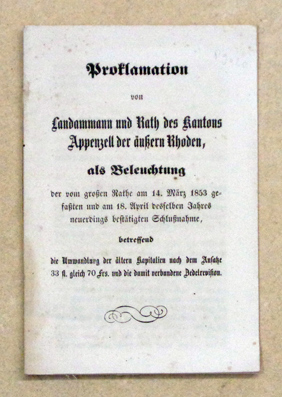 Proklamation
von
Landammann und Rath des Kantons
Appenzell der äußern Rhoden,
als Beleuchtung
der vom großen Rathe am 14. März 1853 ge-
faßten und am 18. April desselben Jahres
neuerdings bestätigten Schlußnahme,
betreffend
die Umwandlung der ältern Kapitalien nach dem Ansatze
33 fl. gleich 70 Frs. und die damit verbundene Zedelrevision.